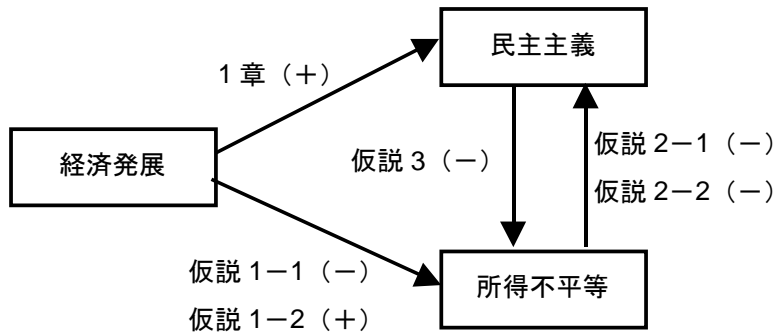 民主主義
1 章（＋）
経済発展
仮説 3（－）
仮説 2－1（－）
仮説 2－2（－）
仮説 1－1（－）
仮説 1－2（＋）
所得不平等